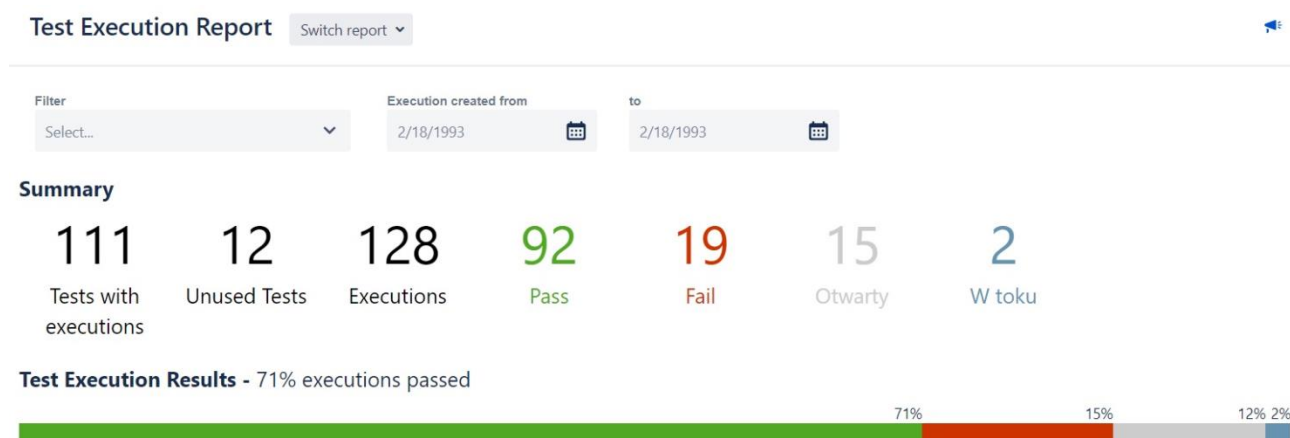 Test Execution Report Switch report
Filter Execution created from to
Select... 2/18/1993 2/18/1993
Summary
111 12 128 92 19 15 2
Tests with Unused Tests Executions Pass Fail Otwarty W toku
executions
Test Execution Results - 71% executions passed
71% 15% 12% 2%